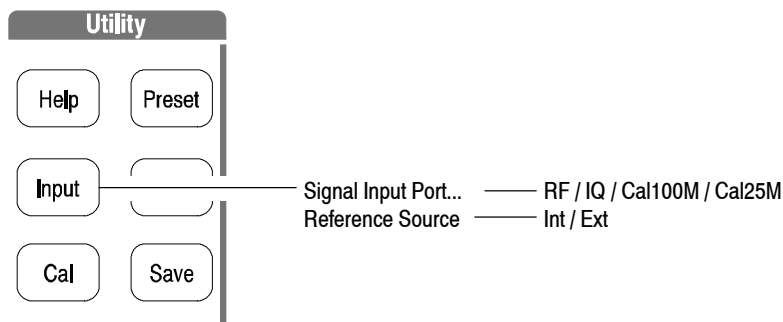 Utility
Help Preset
Input
Signal Input Port... RF / IQ / Cal100M / Cal25M
Reference Source Int / Ext
Cal Save